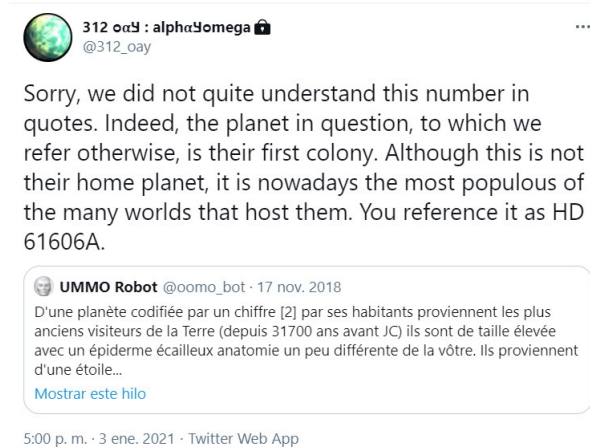 312 oαყ : alphαყomega
@312_oay
Sorry, we did not quite understand this number in
quotes. Indeed, the planet in question, to which we
refer otherwise, is their first colony. Although this is not
their home planet, it is nowadays the most populous of
the many worlds that host them. You reference it as HD
61606A.
UMMO Robot @oomo_bot · 17 nov. 2018
D'une planète codifiée par un chiffre [2] par ses habitants proviennent les plus
anciens visiteurs de la Terre (depuis 31700 ans avant JC) ils sont de taille élevée
avec un épiderme écailleux anatomie un peu différente de la vôtre. Ils proviennent
d'une étoile...
Mostrar este hilo
5:00 p. m. · 3 ene. 2021 · Twitter Web App